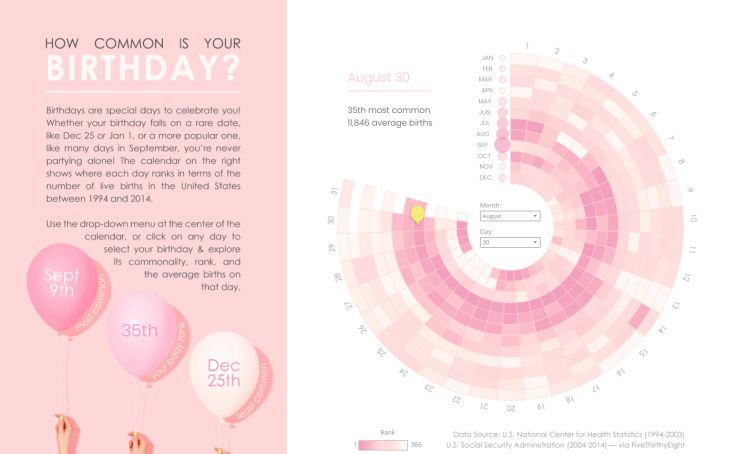 HOW COMMON IS YOUR
BIRTHDAY?
Birthdays are special days to celebrate you!
Whether your birthday falls on a rare date,
like Dec 25 or Jan 1, or a more popular one,
like many days in September, you're never
partying alone! The calendar on the right
shows where each day ranks in terms of the
number of live births in the United States
between 1994 and 2014.
Use the drop-down menu at the center of the
calendar, or click on any day to
select your birthday & explore
its commonality, rank, and
the average births on
that day.
Sept
9th
most common
35th
your bday rank
Dec
25th
least common
August 30
35th most common
11,846 average births
JAN
FEB
MAR
APR
MAY
JUN
JUL
AUG
SEP
OCT
NOV
DEC
1
2
3
4
5
6
7
8
9
10
11
12
13
14
15
16
17
18
19
20
21
22
23
24
25
26
27
28
29
30
31
Month:
August
Day:
30
Rank
1
366
Data Source: U.S. National Center for Health Statistics (1994-2003)
U.S. Social Security Administration (2004-2014) — via FiveThirthyEight